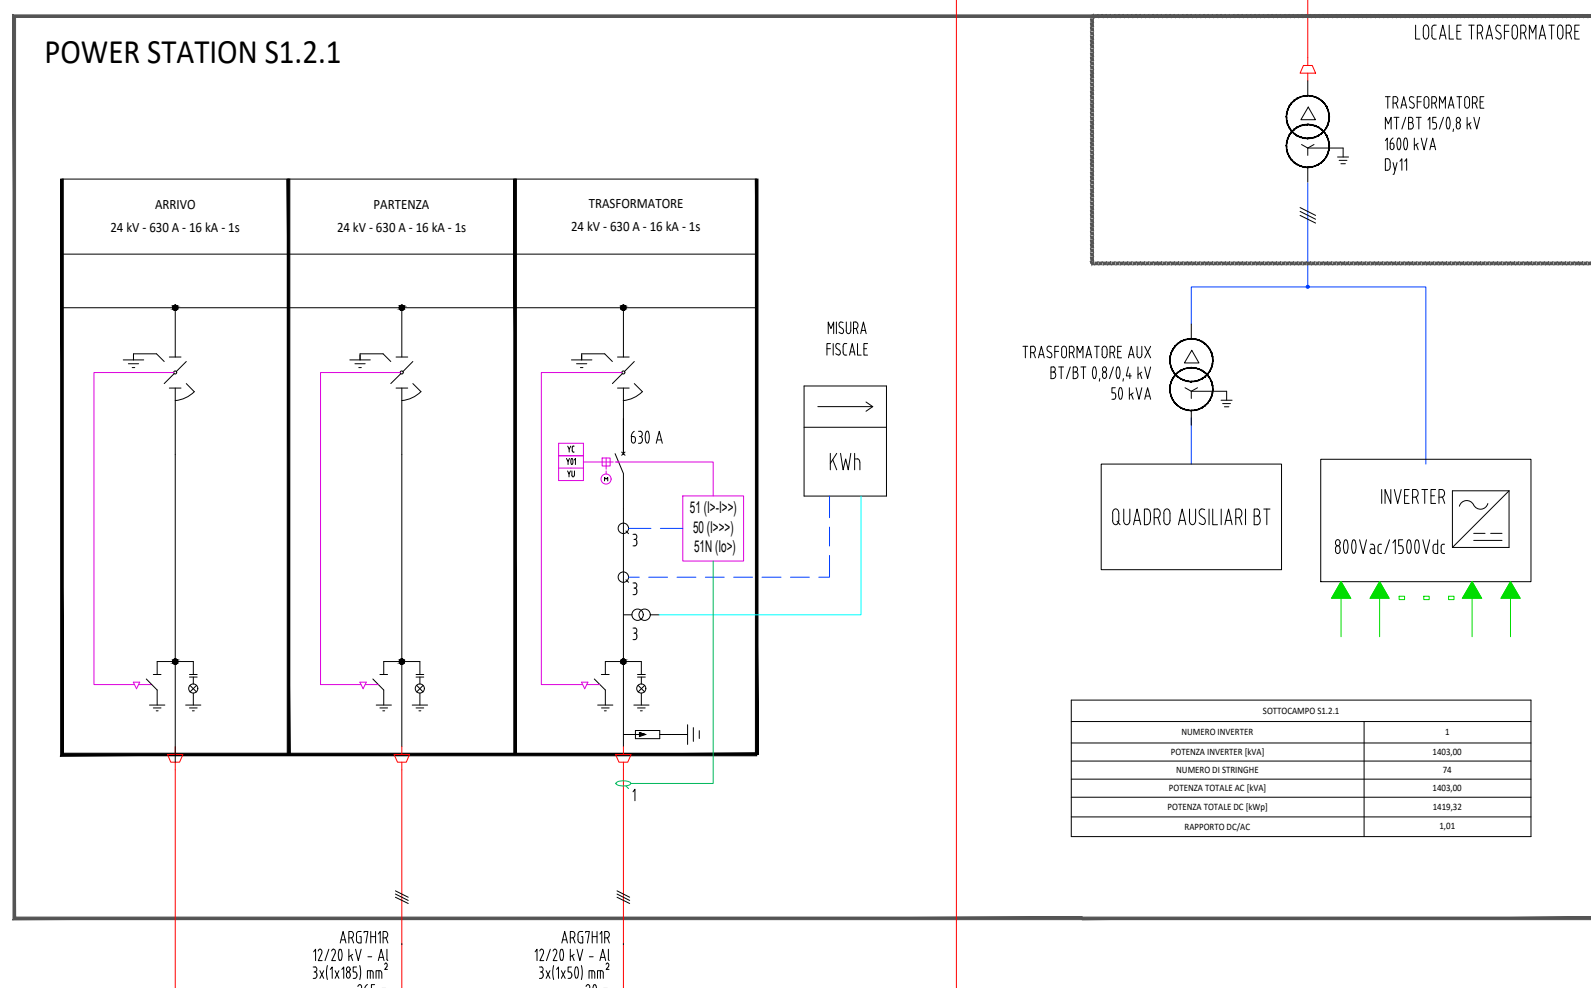 POWER STATION S1.2.1
LOCALE TRASFORMATORE
TRASFORMATORE
MT/BT 15/0,8 kV
1600 kVA
Dy11
ARRIVO
24 kV - 630 A - 16 kA - 1s
PARTENZA
24 kV - 630 A - 16 kA - 1s
TRASFORMATORE
24 kV - 630 A - 16 kA - 1s
MISURA
FISCALE
KWh
630 A
YC
Y01
YU
M
51 (I>-I>>)
50 (I>>>)
51N (Io>)
3
3
3
1
TRASFORMATORE AUX
BT/BT 0,8/0,4 kV
50 kVA
QUADRO AUSILIARI BT
INVERTER
800Vac/1500Vdc
SOTTOCAMPO S1.2.1
NUMERO INVERTER 1
POTENZA INVERTER [kVA] 1403,00
NUMERO DI STRINGHE 74
POTENZA TOTALE AC [kVA] 1403,00
POTENZA TOTALE DC [kWp] 1419,32
RAPPORTO DC/AC 1,01
ARG7H1R
12/20 kV - Al
3x(1x185) mm²
ARG7H1R
12/20 kV - Al
3x(1x50) mm²